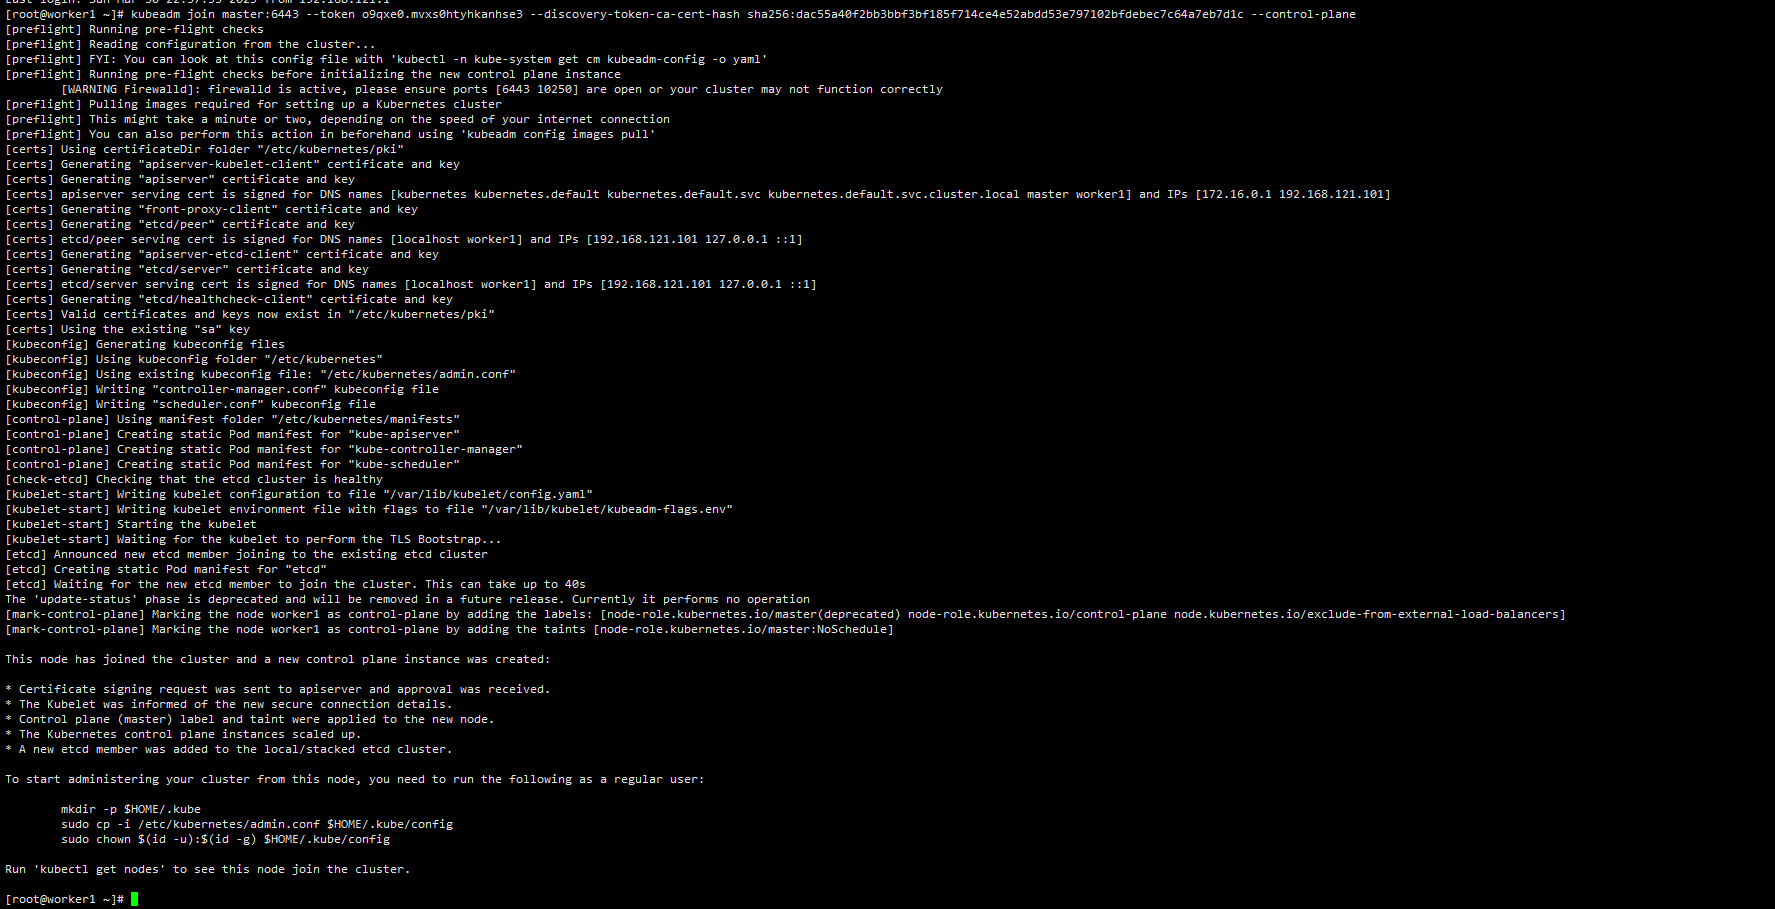 [root@worker1 ~]# kubeadm join master:6443 --token o9qxe0.mvxs0htyhkanhse3 --discovery-token-ca-cert-hash sha256:dac55a40f2bb3bbf3bf185f714ce4e52abdd53e797102bfdebec7c64a7eb7d1c --control-plane
[preflight] Running pre-flight checks
[preflight] Reading configuration from the cluster...
[preflight] FYI: You can look at this config file with 'kubectl -n kube-system get cm kubeadm-config -o yaml'
[preflight] Running pre-flight checks before initializing the new control plane instance
[WARNING Firewalld]: firewalld is active, please ensure ports [6443 10250] are open or your cluster may not function correctly
[preflight] Pulling images required for setting up a Kubernetes cluster
[preflight] This might take a minute or two, depending on the speed of your internet connection
[preflight] You can also perform this action in beforehand using 'kubeadm config images pull'
[certs] Using certificateDir folder "/etc/kubernetes/pki"
[certs] Generating "apiserver-kubelet-client" certificate and key
[certs] Generating "apiserver" certificate and key
[certs] apiserver serving cert is signed for DNS names [kubernetes kubernetes.default kubernetes.default.svc kubernetes.default.svc.cluster.local master worker1] and IPs [172.16.0.1 192.168.121.101]
[certs] Generating "front-proxy-client" certificate and key
[certs] Generating "etcd/peer" certificate and key
[certs] etcd/peer serving cert is signed for DNS names [localhost worker1] and IPs [192.168.121.101 127.0.0.1 ::1]
[certs] Generating "apiserver-etcd-client" certificate and key
[certs] Generating "etcd/server" certificate and key
[certs] etcd/server serving cert is signed for DNS names [localhost worker1] and IPs [192.168.121.101 127.0.0.1 ::1]
[certs] Generating "etcd/healthcheck-client" certificate and key
[certs] Valid certificates and keys now exist in "/etc/kubernetes/pki"
[certs] Using the existing "sa" key
[kubeconfig] Generating kubeconfig files
[kubeconfig] Using kubeconfig folder "/etc/kubernetes"
[kubeconfig] Using existing kubeconfig file: "/etc/kubernetes/admin.conf"
[kubeconfig] Writing "controller-manager.conf" kubeconfig file
[kubeconfig] Writing "scheduler.conf" kubeconfig file
[control-plane] Using manifest folder "/etc/kubernetes/manifests"
[control-plane] Creating static Pod manifest for "kube-apiserver"
[control-plane] Creating static Pod manifest for "kube-controller-manager"
[control-plane] Creating static Pod manifest for "kube-scheduler"
[check-etcd] Checking that the etcd cluster is healthy
[kubelet-start] Writing kubelet configuration to file "/var/lib/kubelet/config.yaml"
[kubelet-start] Writing kubelet environment file with flags to file "/var/lib/kubelet/kubeadm-flags.env"
[kubelet-start] Starting the kubelet
[kubelet-start] Waiting for the kubelet to perform the TLS Bootstrap...
[etcd] Announced new etcd member joining to the existing etcd cluster
[etcd] Creating static Pod manifest for "etcd"
[etcd] Waiting for the new etcd member to join the cluster. This can take up to 40s
The 'update-status' phase is deprecated and will be removed in a future release. Currently it performs no operation
[mark-control-plane] Marking the node worker1 as control-plane by adding the labels: [node-role.kubernetes.io/master(deprecated) node-role.kubernetes.io/control-plane node.kubernetes.io/exclude-from-external-load-balancers]
[mark-control-plane] Marking the node worker1 as control-plane by adding the taints [node-role.kubernetes.io/master:NoSchedule]
This node has joined the cluster and a new control plane instance was created:
* Certificate signing request was sent to apiserver and approval was received.
* The Kubelet was informed of the new secure connection details.
* Control plane (master) label and taint were applied to the new node.
* The Kubernetes control plane instances scaled up.
* A new etcd member was added to the local/stacked etcd cluster.
To start administering your cluster from this node, you need to run the following as a regular user:
mkdir -p $HOME/.kube
sudo cp -i /etc/kubernetes/admin.conf $HOME/.kube/config
sudo chown $(id -u):$(id -g) $HOME/.kube/config
Run 'kubectl get nodes' to see this node join the cluster.
[root@worker1 ~]#